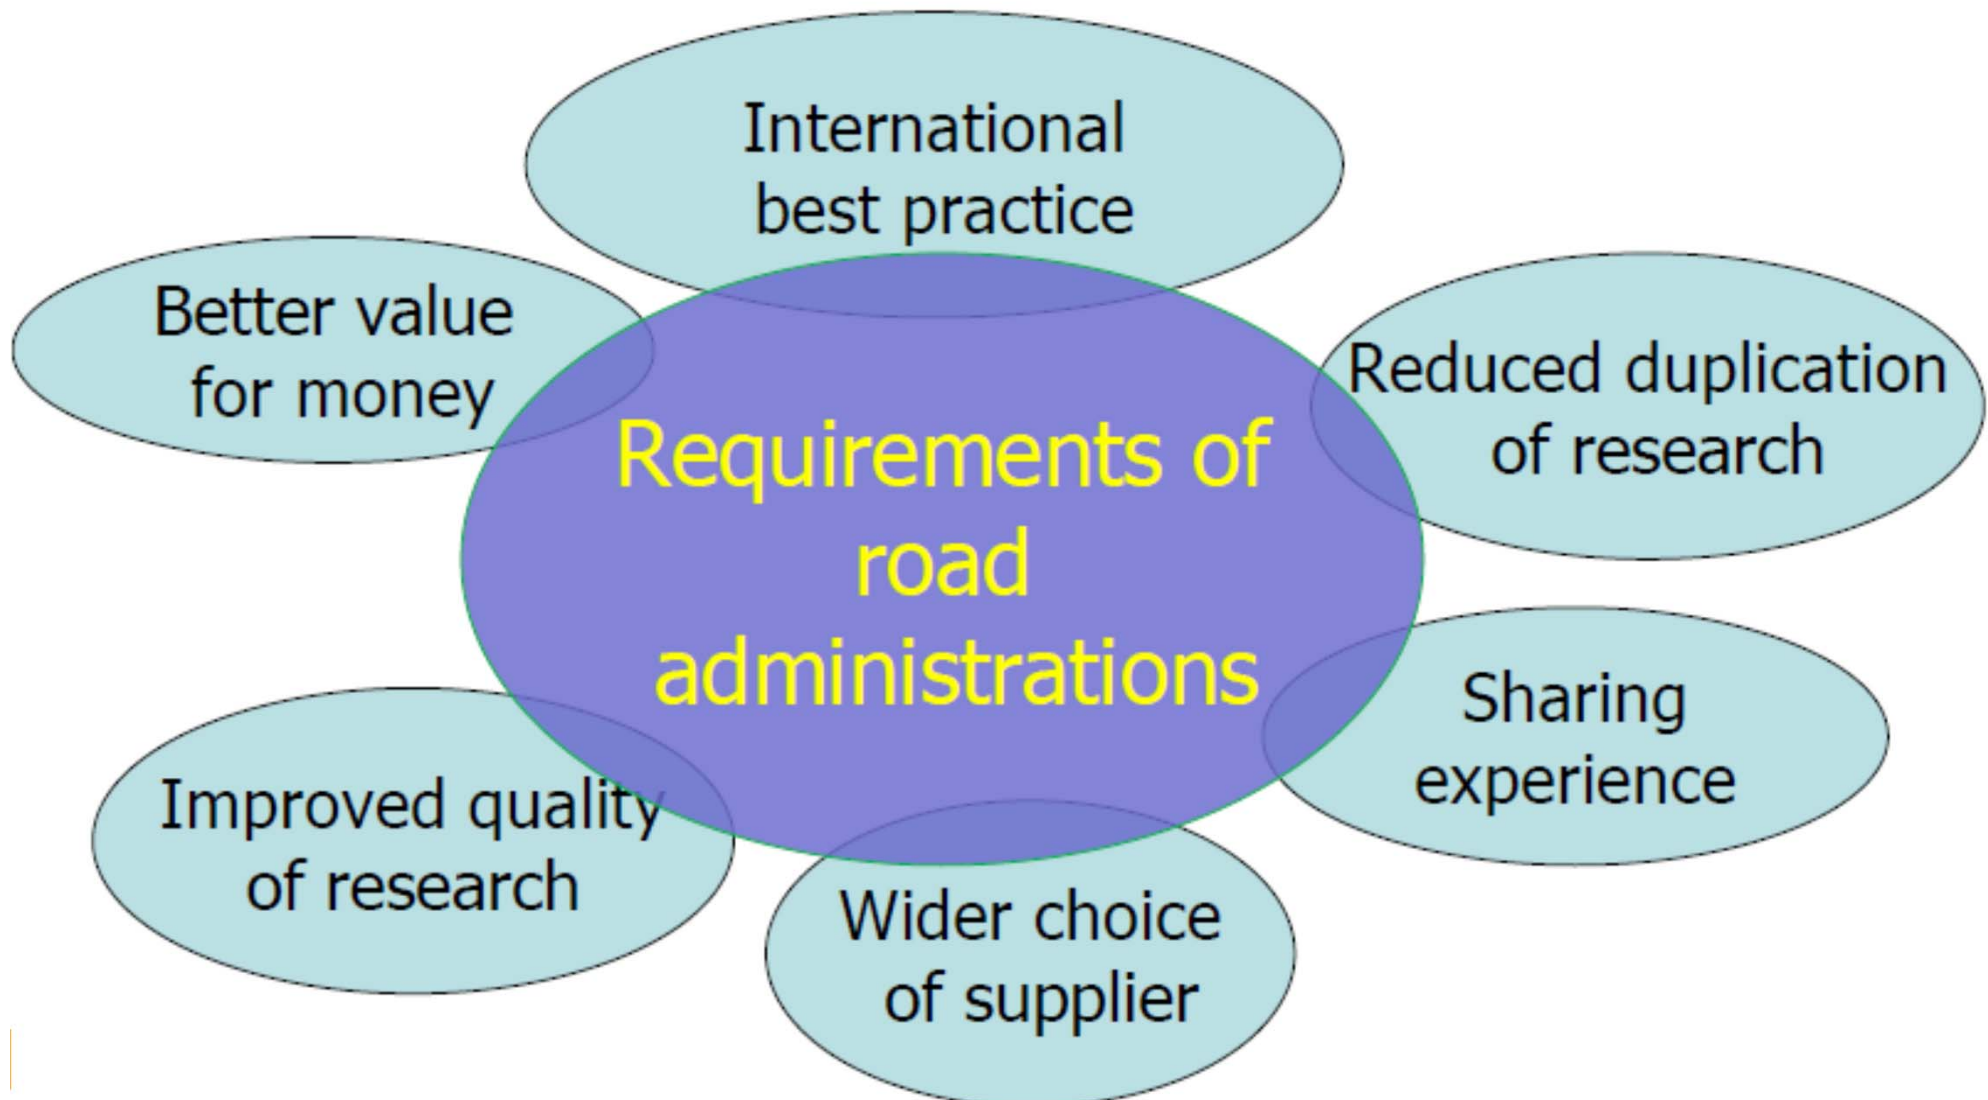 International
best practice
Better value
for money
Reduced duplication
of research
Requirements of
road
administrations
Sharing
experience
Improved quality
of research
Wider choice
of supplier